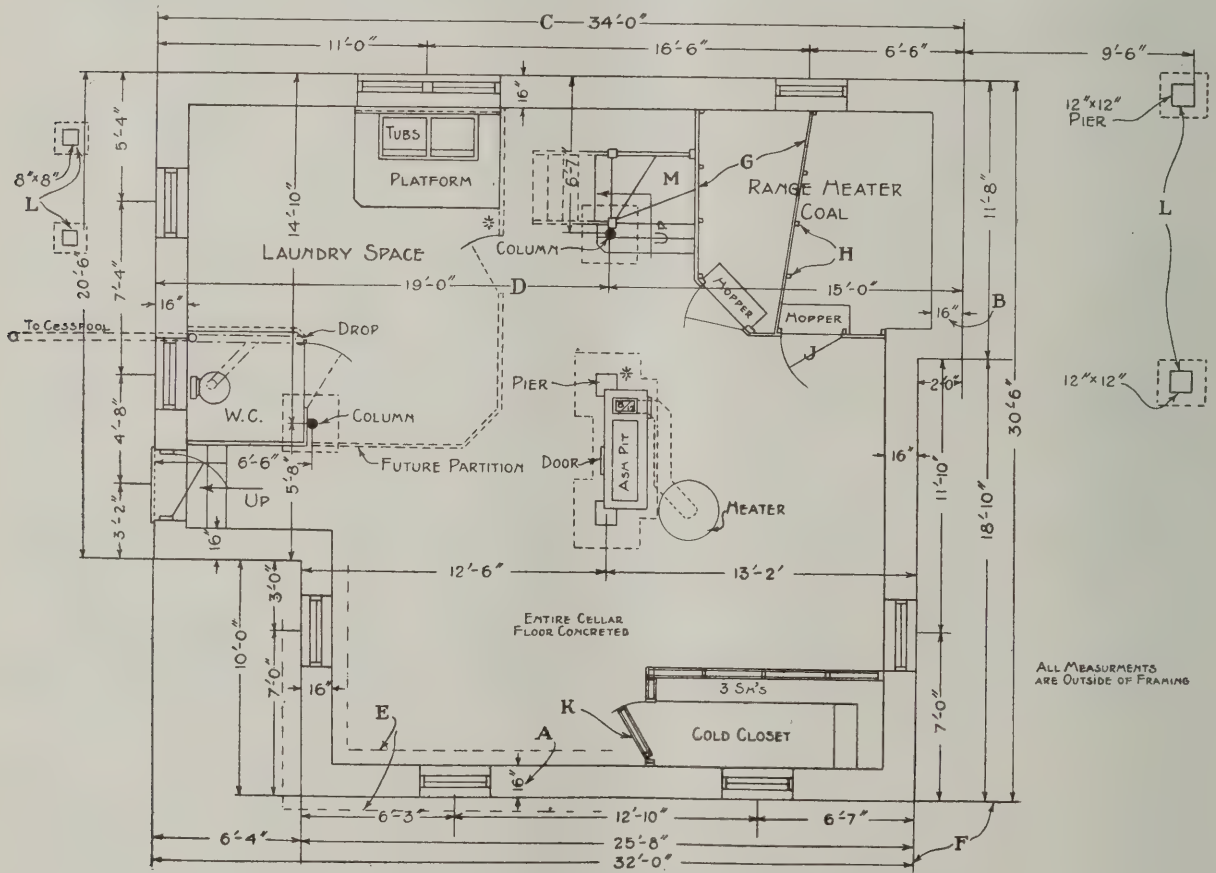 C 34'-0"
11'-0" 16'-6" 6'-6" 9'-6"
16"
12"x12"
PIER
5'-4"
8"x8"
L
TUBS
PLATFORM
6'-7"
M
G
RANGE HEATER
COAL
11'-8"
L
14'-10"
COLUMN
UP
H
LAUNDRY SPACE
20'-6"
7'-4"
19'-0" D 15'-0"
16"
MOPPER
MOPPER
16"
B
TO CESSPOOL
DROP
J
2'-0"
30'-6"
12"x12"
PIER
W.C.
COLUMN
4'-8"
6'-6"
FUTURE PARTITION
DOOR
ASH PIT
16"
11'-10"
18'-10"
UP
5'-8"
HEATER
3'-2"
16"
12'-6" 13'-2'
3'-0"
10'-0"
7'-0"
16"
ENTIRE CELLAR
FLOOR CONCRETED
ALL MEASURMENTS
ARE OUTSIDE OF FRAMING
3 SH'S
E
A
K
COLD CLOSET
7'-0"
16"
6'-3" 12'-10" 6'-7"
6'-4" 25'-8"
F
32'-0"